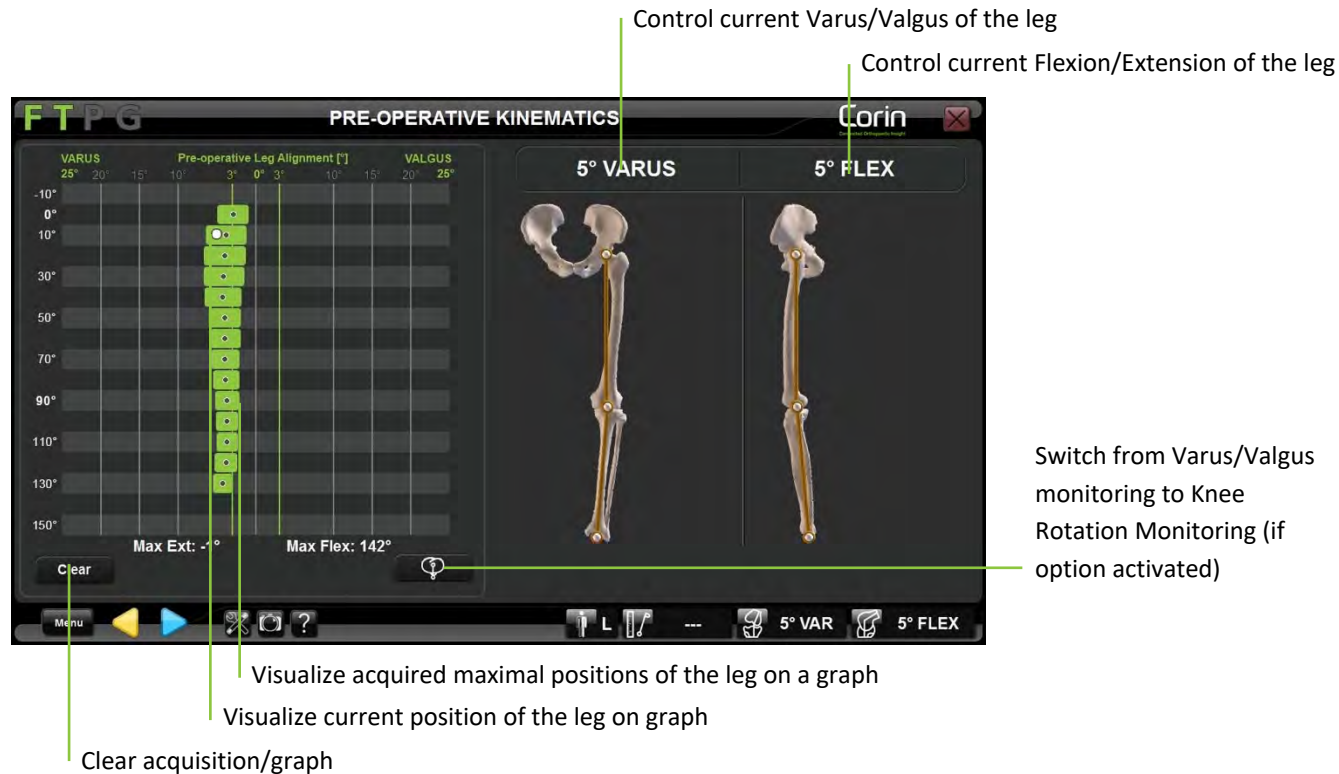 Control current Varus/Valgus of the leg
Control current Flexion/Extension of the leg
F T P G PRE-OPERATIVE KINEMATICS Corin
Connected Orthopaedic Insight
VARUS Pre-operative Leg Alignment [°] VALGUS
25° 20° 15° 10° 3° 0° 3° 10° 15° 20° 25°
5° VARUS 5° FLEX
-10°
0°
10°
30°
50°
70°
90°
110°
130°
150°
Max Ext: -1° Max Flex: 142°
Clear
Switch from Varus/Valgus
monitoring to Knee
Rotation Monitoring (if
option activated)
Menu ? L --- 5° VAR 5° FLEX
Visualize acquired maximal positions of the leg on a graph
Visualize current position of the leg on graph
Clear acquisition/graph